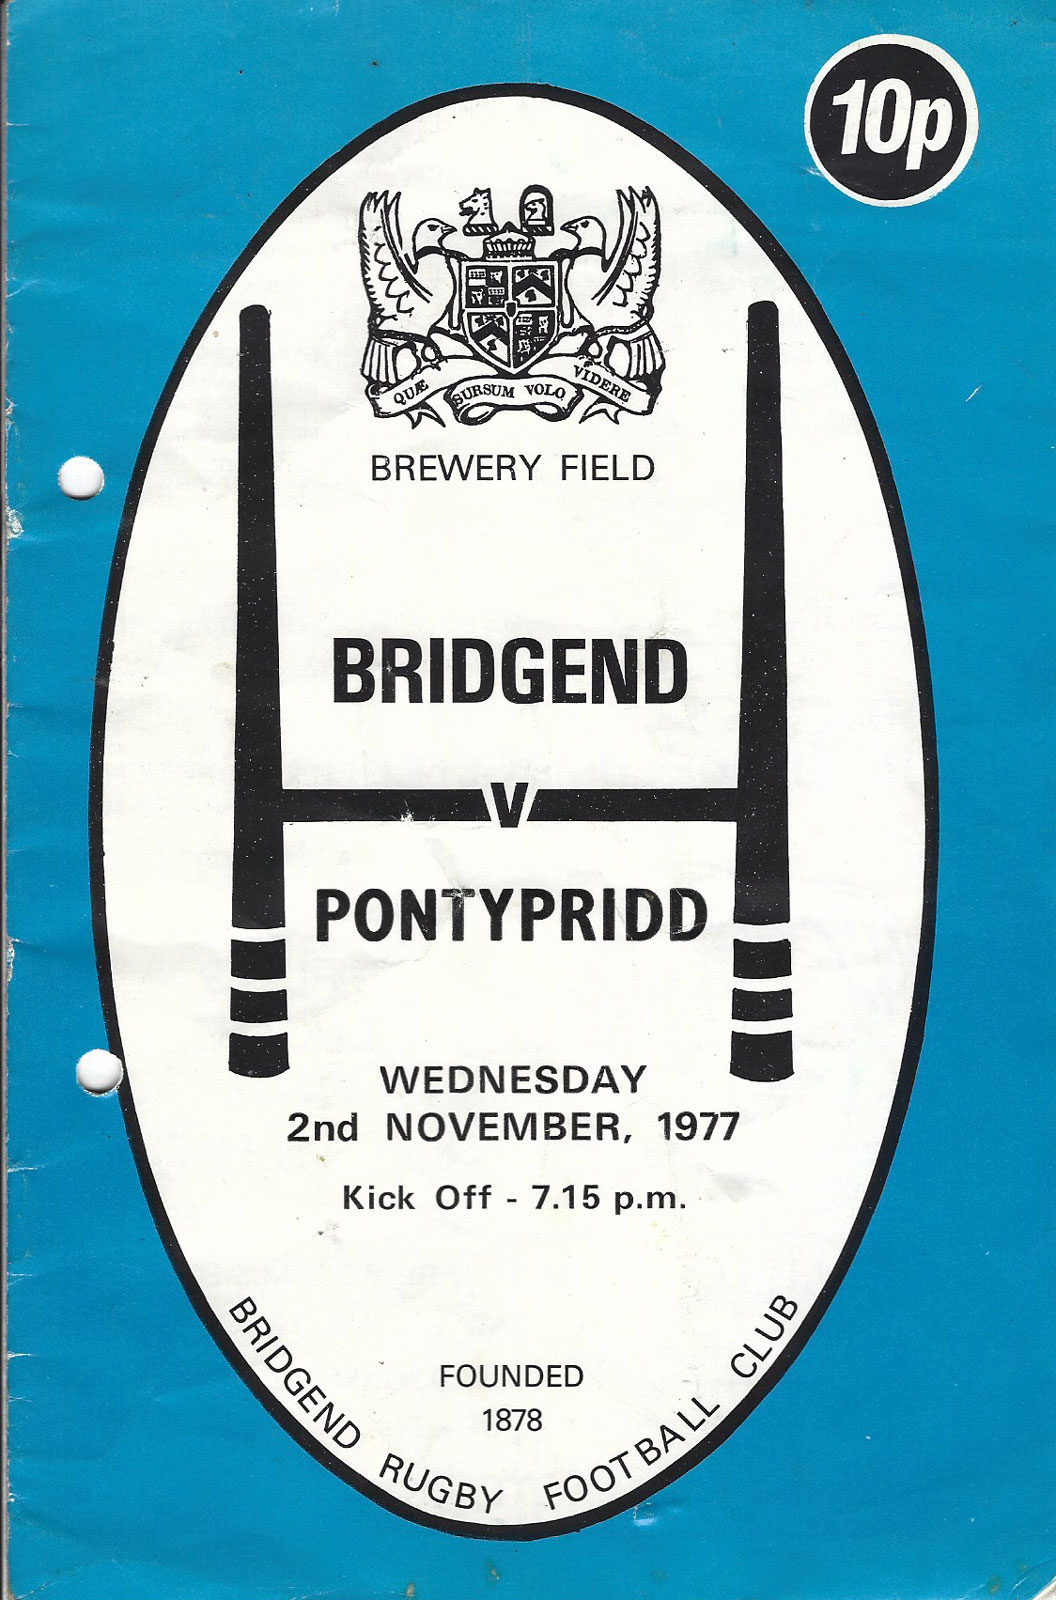 10p
QUÆ SURSUM VOLO VIDERE
BREWERY FIELD
BRIDGEND
V
PONTYPRIDD
WEDNESDAY
2nd NOVEMBER, 1977
Kick Off - 7.15 p.m.
FOUNDED
1878
BRIDGEND RUGBY FOOTBALL CLUB